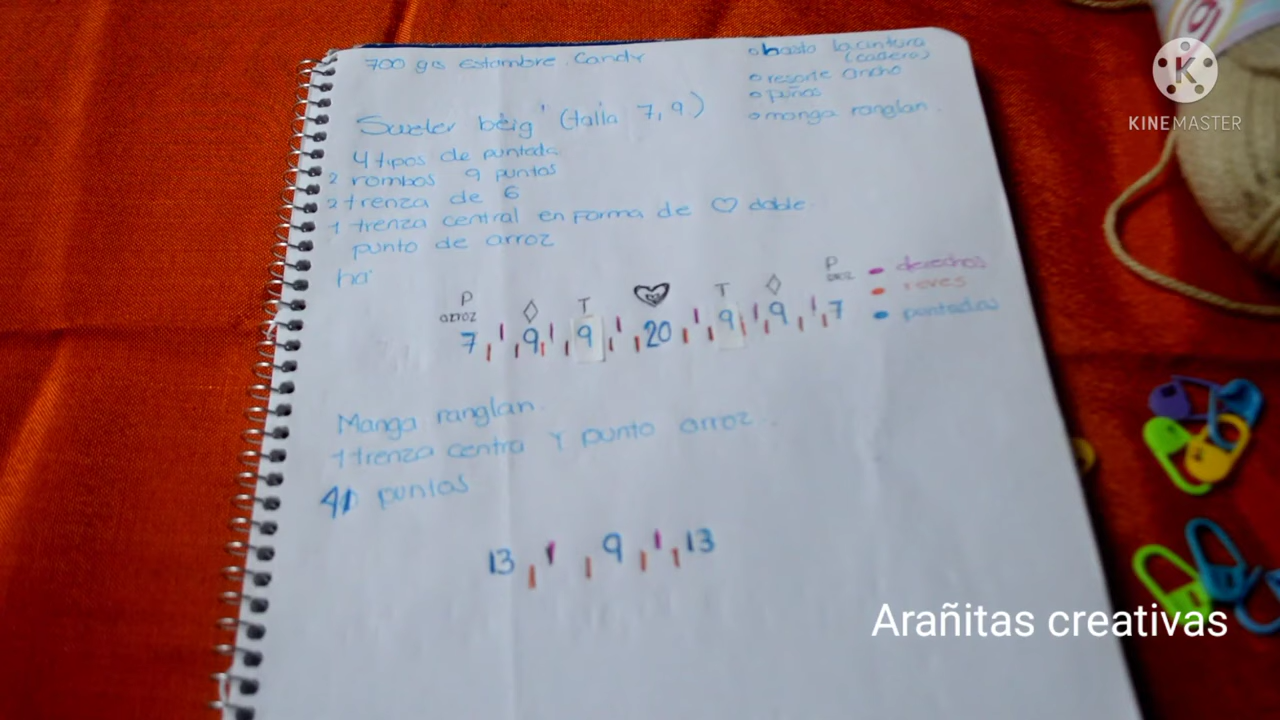 700 grs Estambre Candy
• hasta la cintura
(cadera)
• resorte ancho
• puños
• manga ranglan.
Sueter beig (talla 7, 9)
4 tipos de puntada
2 rombos 9 puntos
2 trenza de 6
1 trenza central en forma de ♡ doble.
punto de arroz
ha
P arroz ◊ T T ◊ P
7 9 9 20 9 9 7
• derechos
• reves
• puntadas
Manga ranglan.
1 trenza centra y punto arroz.
41 puntos
13 9 13
KINEMASTER
Arañitas creativas